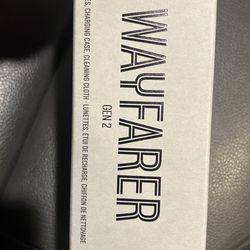 WAYFARER
GEN 2
CHARGING CASE, CLEANING CLOTH · LUNETTES, ÉTUI DE RECHARGE, CHIFFON DE NETTOYAGE